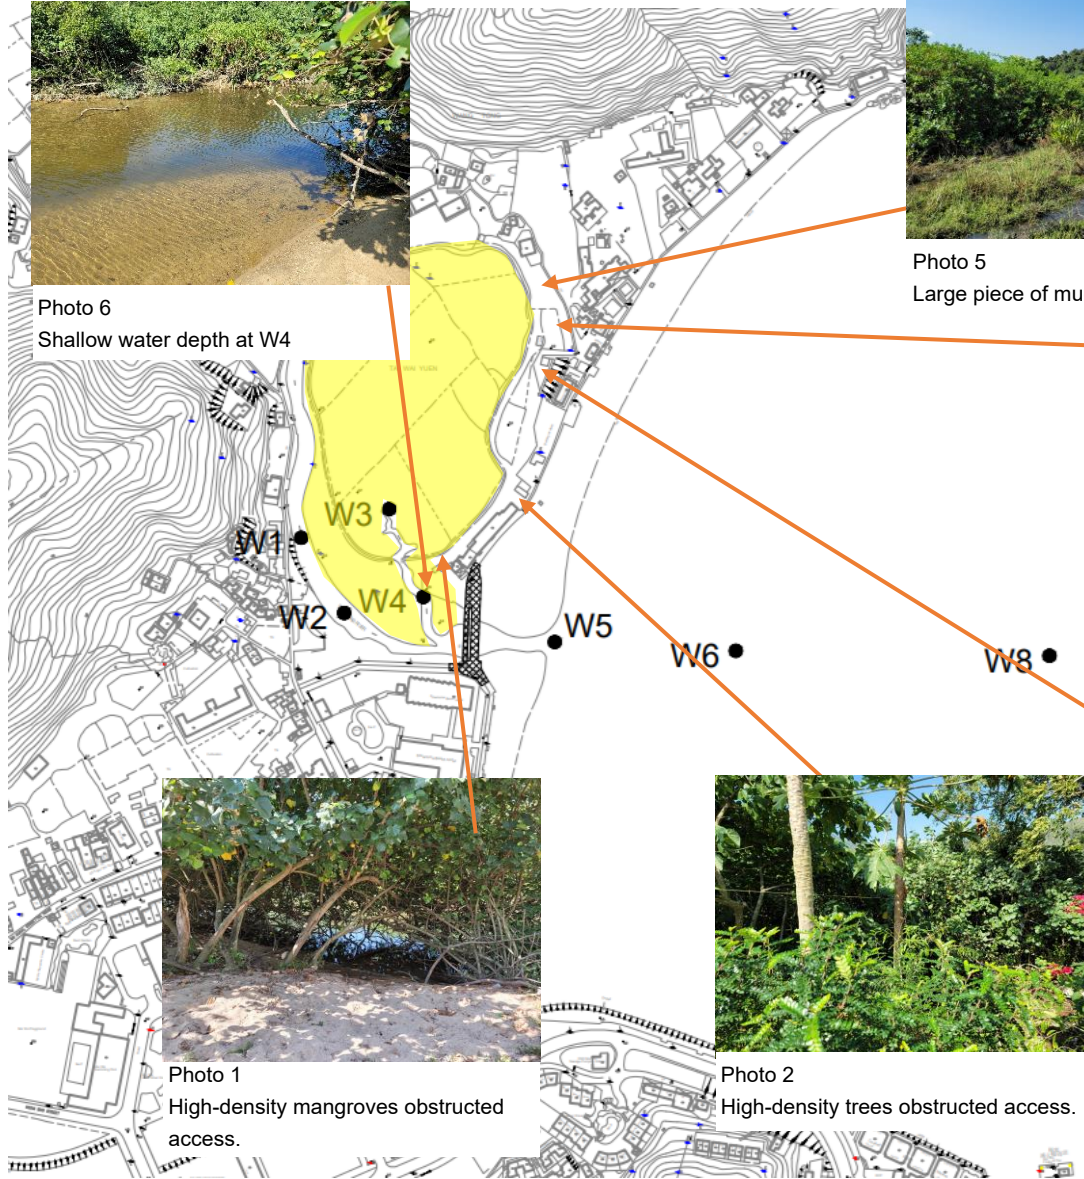 Photo 6
Shallow water depth at W4
Photo 5
Large piece of mu
W3
W1
W4
W2
W5
W6
W8
Photo 1
High-density mangroves obstructed
access.
Photo 2
High-density trees obstructed access.